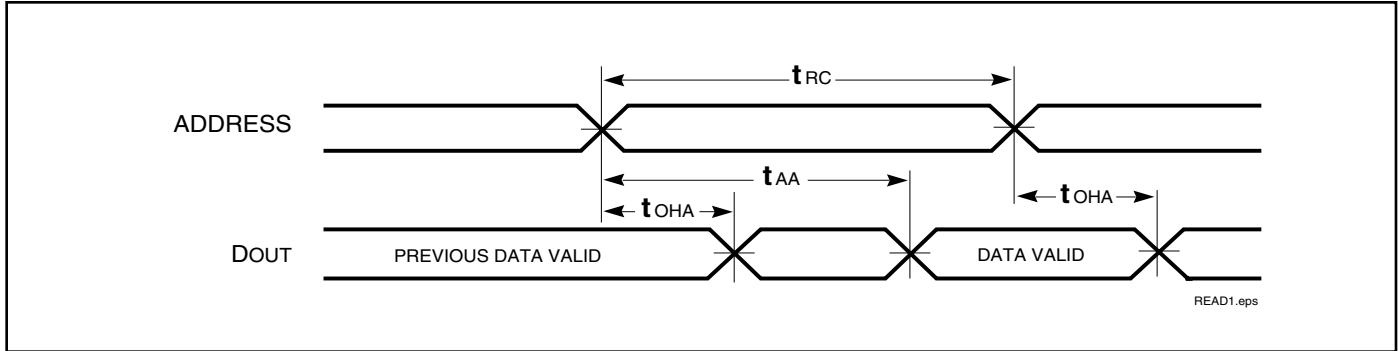 tRC
ADDRESS
tAA
tOHA
tOHA
DOUT
PREVIOUS DATA VALID
DATA VALID
READ1.eps